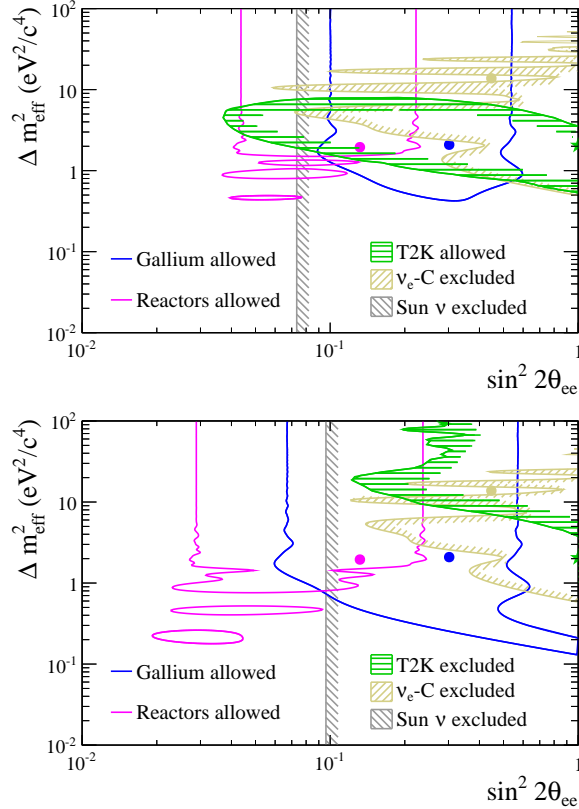 Δ m²eff (eV²/c⁴)
10²
10
1
10⁻¹
10⁻²
Gallium allowed
Reactors allowed
T2K allowed
νe-C excluded
Sun ν excluded
10⁻² 10⁻¹ 1
sin² 2θee
Δ m²eff (eV²/c⁴)
10²
10
1
10⁻¹
10⁻²
Gallium allowed
Reactors allowed
T2K excluded
νe-C excluded
Sun ν excluded
10⁻² 10⁻¹ 1
sin² 2θee